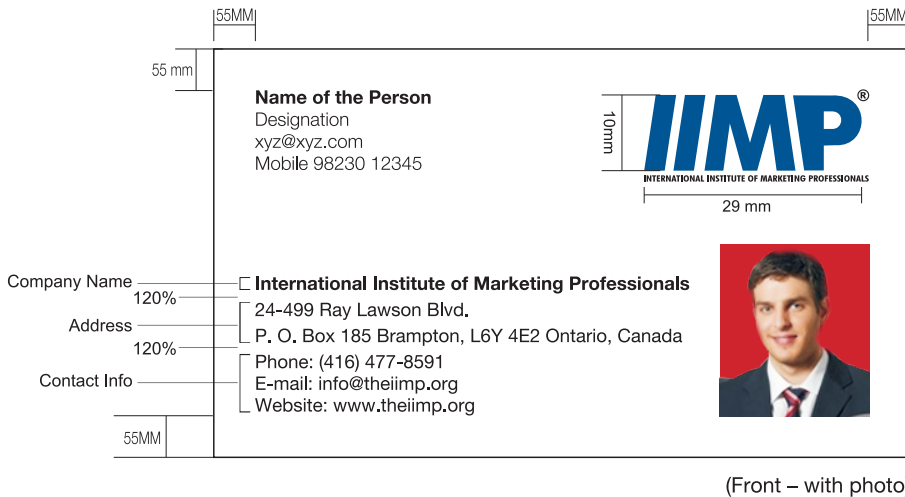 55MM
55MM
55 mm
Name of the Person
Designation
xyz@xyz.com
Mobile 98230 12345
10mm
IIMP®
INTERNATIONAL INSTITUTE OF MARKETING PROFESSIONALS
29 mm
Company Name
International Institute of Marketing Professionals
120%
Address
24-499 Ray Lawson Blvd.
P. O. Box 185 Brampton, L6Y 4E2 Ontario, Canada
120%
Contact Info
Phone: (416) 477-8591
E-mail: info@theiimp.org
Website: www.theiimp.org
55MM
(Front – with photo